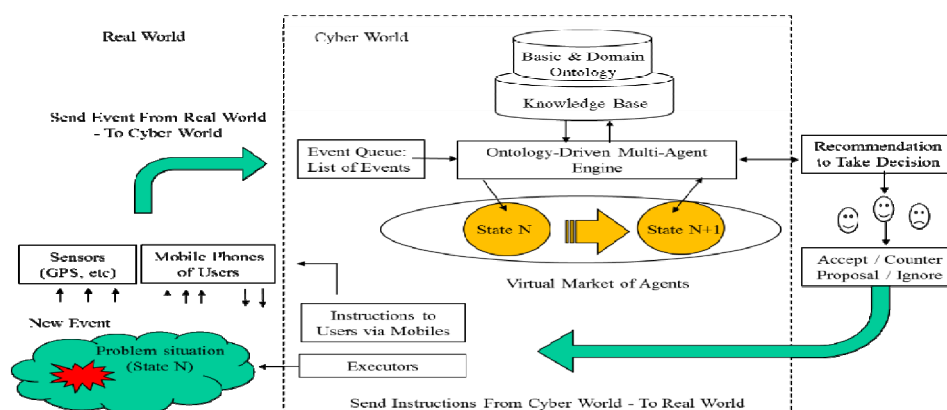 Real World
Cyber World
Basic & Domain
Ontology
Knowledge Base
Send Event From Real World
- To Cyber World
Event Queue:
List of Events
Ontology-Driven Multi-Agent
Engine
Recommendation
to Take Decision
State N
State N+1
Virtual Market of Agents
Sensors
(GPS, etc)
Mobile Phones
of Users
Accept / Counter
Proposal / Ignore
New Event
Instructions to
Users via Mobiles
Problem situation
(State N)
Executors
Send Instructions From Cyber World - To Real World